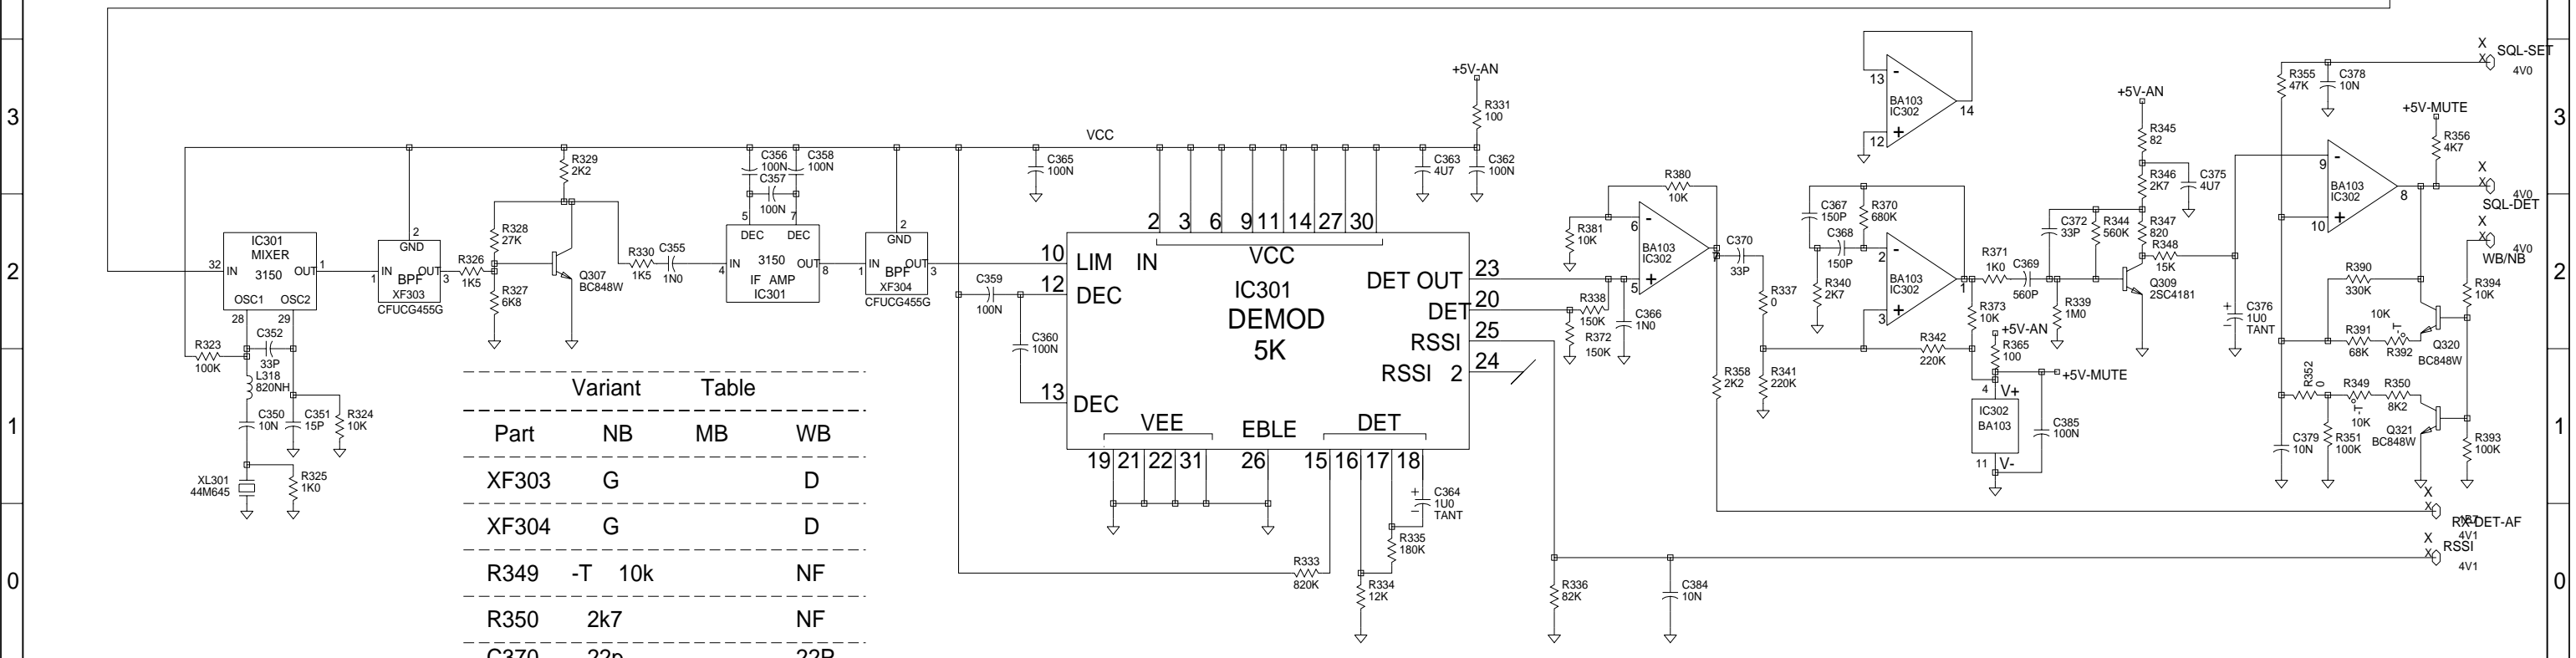 3
2
1
0
3
2
1
0
VCC
+5V-AN
R331
100
C365
100N
C363
4U7
C362
100N
32
IC301
MIXER
3150
IN
OUT
1
OSC1
OSC2
28
29
R323
100K
C352
33P
L318
820NH
C350
10N
C351
15P
R324
10K
XL301
44M645
R325
1K0
2
GND
1
IN
OUT
3
BPF
XF303
CFUCG455G
R326
1K5
R328
27K
R327
6K8
R329
2K2
Q307
BC848W
R330
1K5
C355
1N0
C356
100N
C358
100N
C357
100N
5
7
DEC
DEC
4
IN
3150
OUT
8
IF AMP
IC301
2
GND
1
IN
OUT
3
BPF
XF304
CFUCG455G
C359
100N
C360
100N
2 3 6 9 11 14 27 30
VCC
10 LIM IN
12 DEC
13 DEC
IC301
DEMOD
5K
DET OUT 23
DET 20
RSSI 25
RSSI 2 24
VEE
EBLE
DET
19 21 22 31 26 15 16 17 18
C364
1U0
TANT
R335
180K
R333
820K
R334
12K
R336
82K
C384
10N
Variant Table
Part NB MB WB
XF303 G D
XF304 G D
R349 -T 10k NF
R350 2k7 NF
C370 22p 22P
R380
10K
R381
10K
6
5
BA103
IC302
R338
150K
R372
150K
C366
1N0
C370
33P
R337
0
R358
2K2
R341
220K
13
12
14
BA103
IC302
C367
150P
R370
680K
C368
150P
R340
2K7
2
3
1
BA103
IC302
R342
220K
R371
1K0
C369
560P
R373
10K
+5V-AN
R365
100
+5V-MUTE
4
V+
IC302
BA103
11
V-
C385
100N
R339
1M0
C372
33P
R344
560K
+5V-AN
R345
82
R346
2K7
C375
4U7
R347
820
R348
15K
Q309
2SC4181
C376
1U0
TANT
R355
47K
C378
10N
X
X
SQL-SET
4V0
+5V-MUTE
R356
4K7
9
10
8
BA103
IC302
X
X
4V0
SQL-DET
X
X
4V0
WB/NB
R390
330K
R394
10K
10K
-T
R391
68K
R392
Q320
BC848W
R352
0
R349
-T
10K
R350
8K2
Q321
BC848W
C379
10N
R351
100K
R393
100K
X
X
RX-DET-AF
4V1
X
X
RSSI
4V1